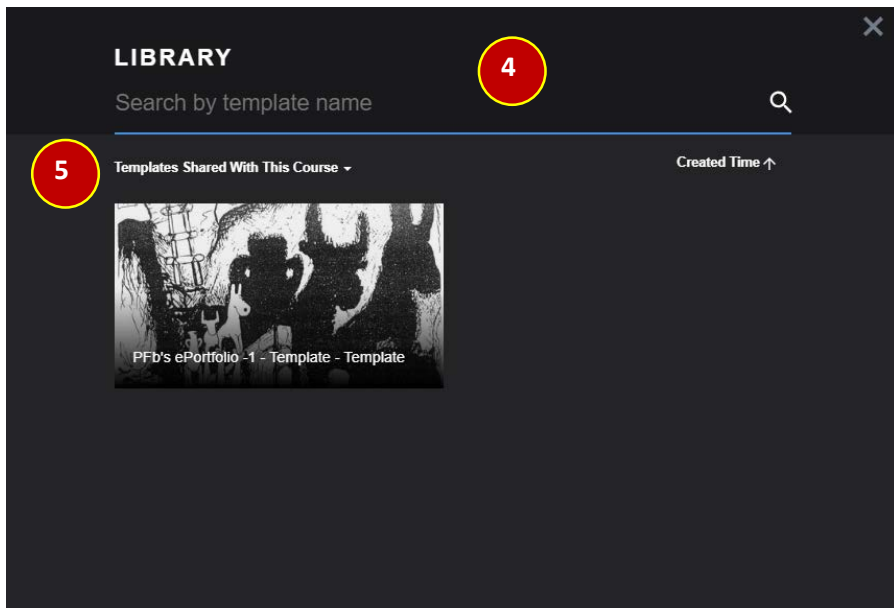 LIBRARY
4
Search by template name
5
Templates Shared With This Course
Created Time
PFb's ePortfolio -1 - Template - Template